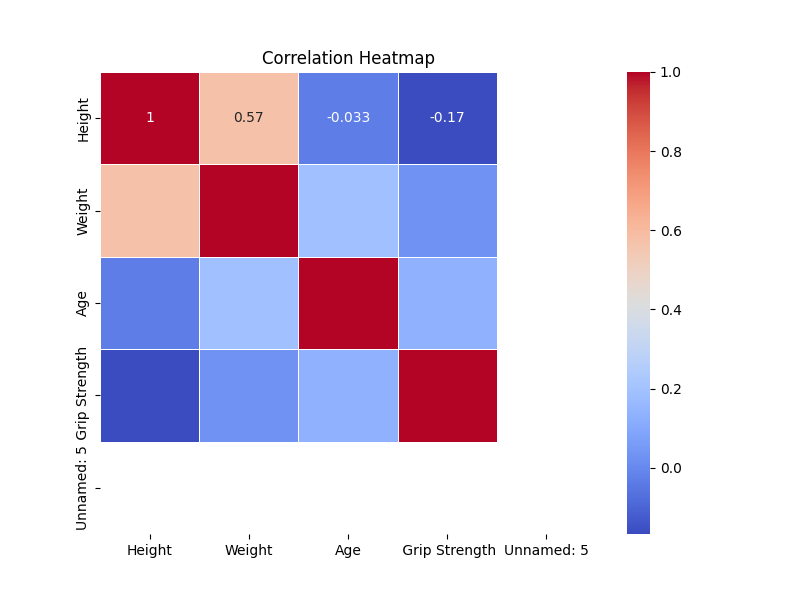 Correlation Heatmap
Height
1 0.57 -0.033 -0.17
Weight
Age
Grip Strength
Unnamed: 5
Height Weight Age Grip Strength Unnamed: 5
1.0
0.8
0.6
0.4
0.2
0.0